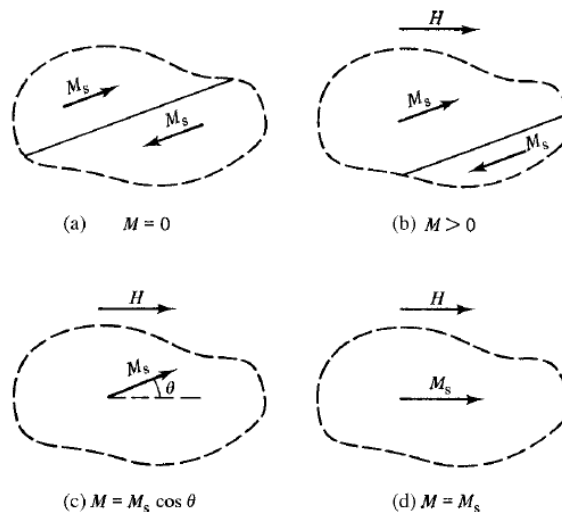 M_s
M_s
(a) M = 0
H
M_s
M_s
(b) M > 0
H
M_s
θ
(c) M = M_s cos θ
H
M_s
(d) M = M_s